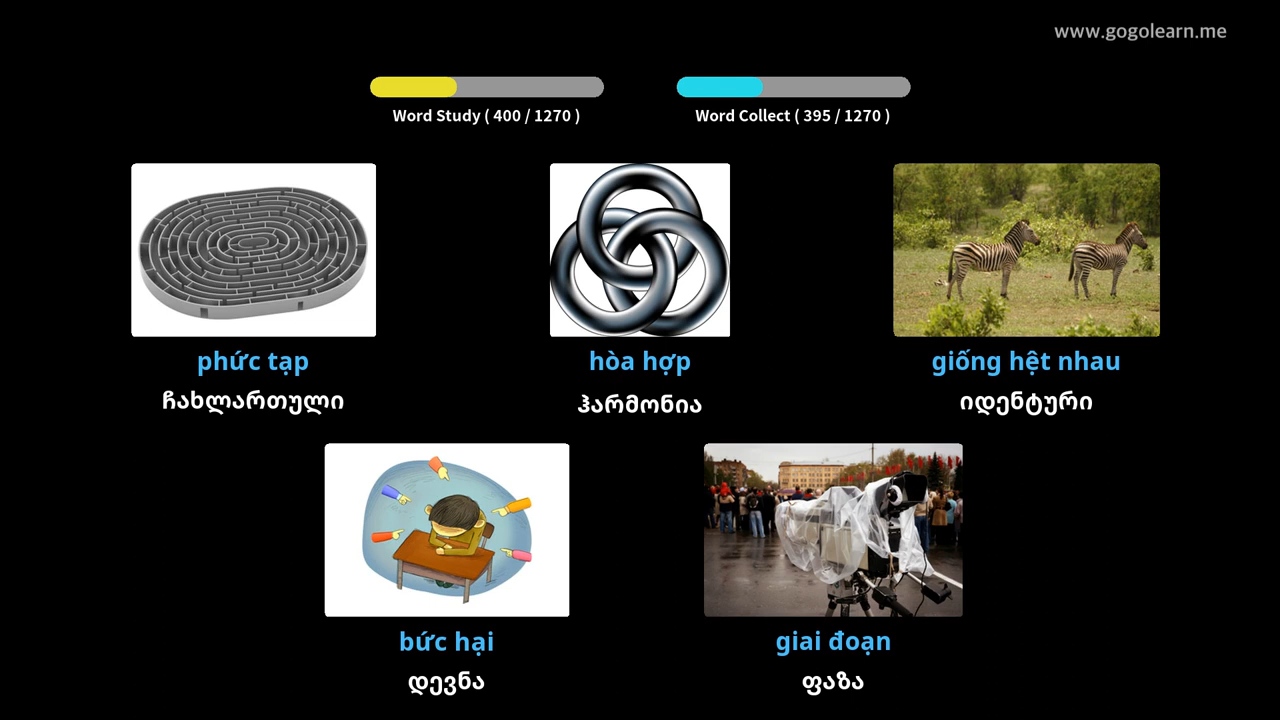 www.gogolearn.me
Word Study ( 400 / 1270 )
Word Collect ( 395 / 1270 )
phức tạp
ჩახლართული
hòa hợp
ჰარმონია
giống hệt nhau
იდენტური
bức hại
დევნა
giai đoạn
ფაზა